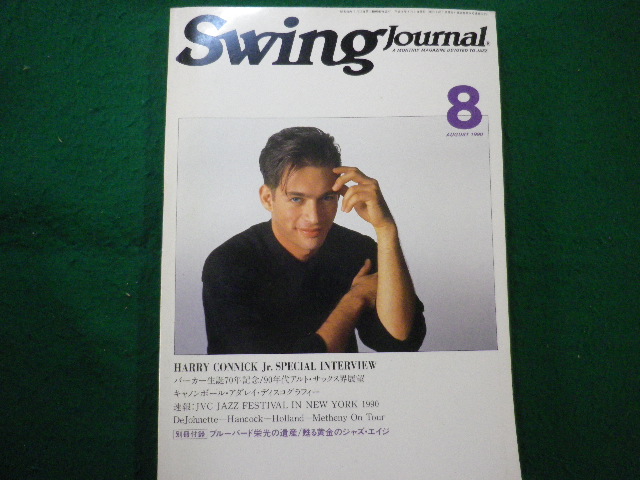 Swing Journal
A MONTHLY MAGAZINE DEVOTED TO JAZZ
8
AUGUST 1990
HARRY CONNICK Jr. SPECIAL INTERVIEW
パーカー生誕70年記念/90年代アルト・サックス界展望
キャノンボール・アダレイ・ディスコグラフィー
速報:JVC JAZZ FESTIVAL IN NEW YORK 1990
DeJohnette—Hancock—Holland—Metheny On Tour
別冊付録 ブルーバード栄光の遺産/甦る黄金のジャズ・エイジ